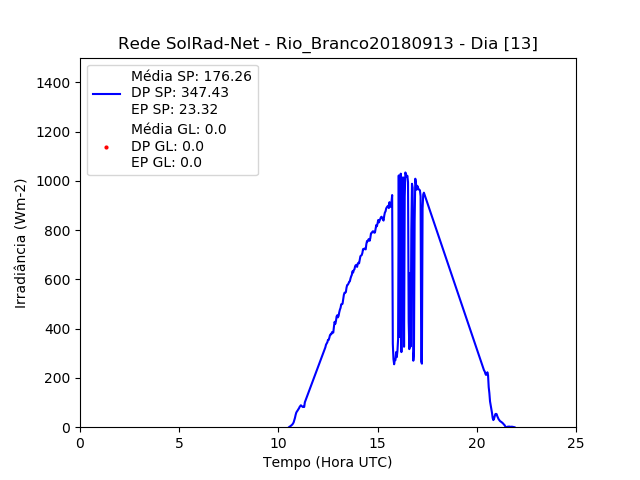 Rede SolRad-Net - Rio_Branco20180913 - Dia [13]
Média SP: 176.26
DP SP: 347.43
EP SP: 23.32
Média GL: 0.0
DP GL: 0.0
EP GL: 0.0
1400
1200
1000
800
600
400
200
0
Irradiância (Wm-2)
0 5 10 15 20 25
Tempo (Hora UTC)